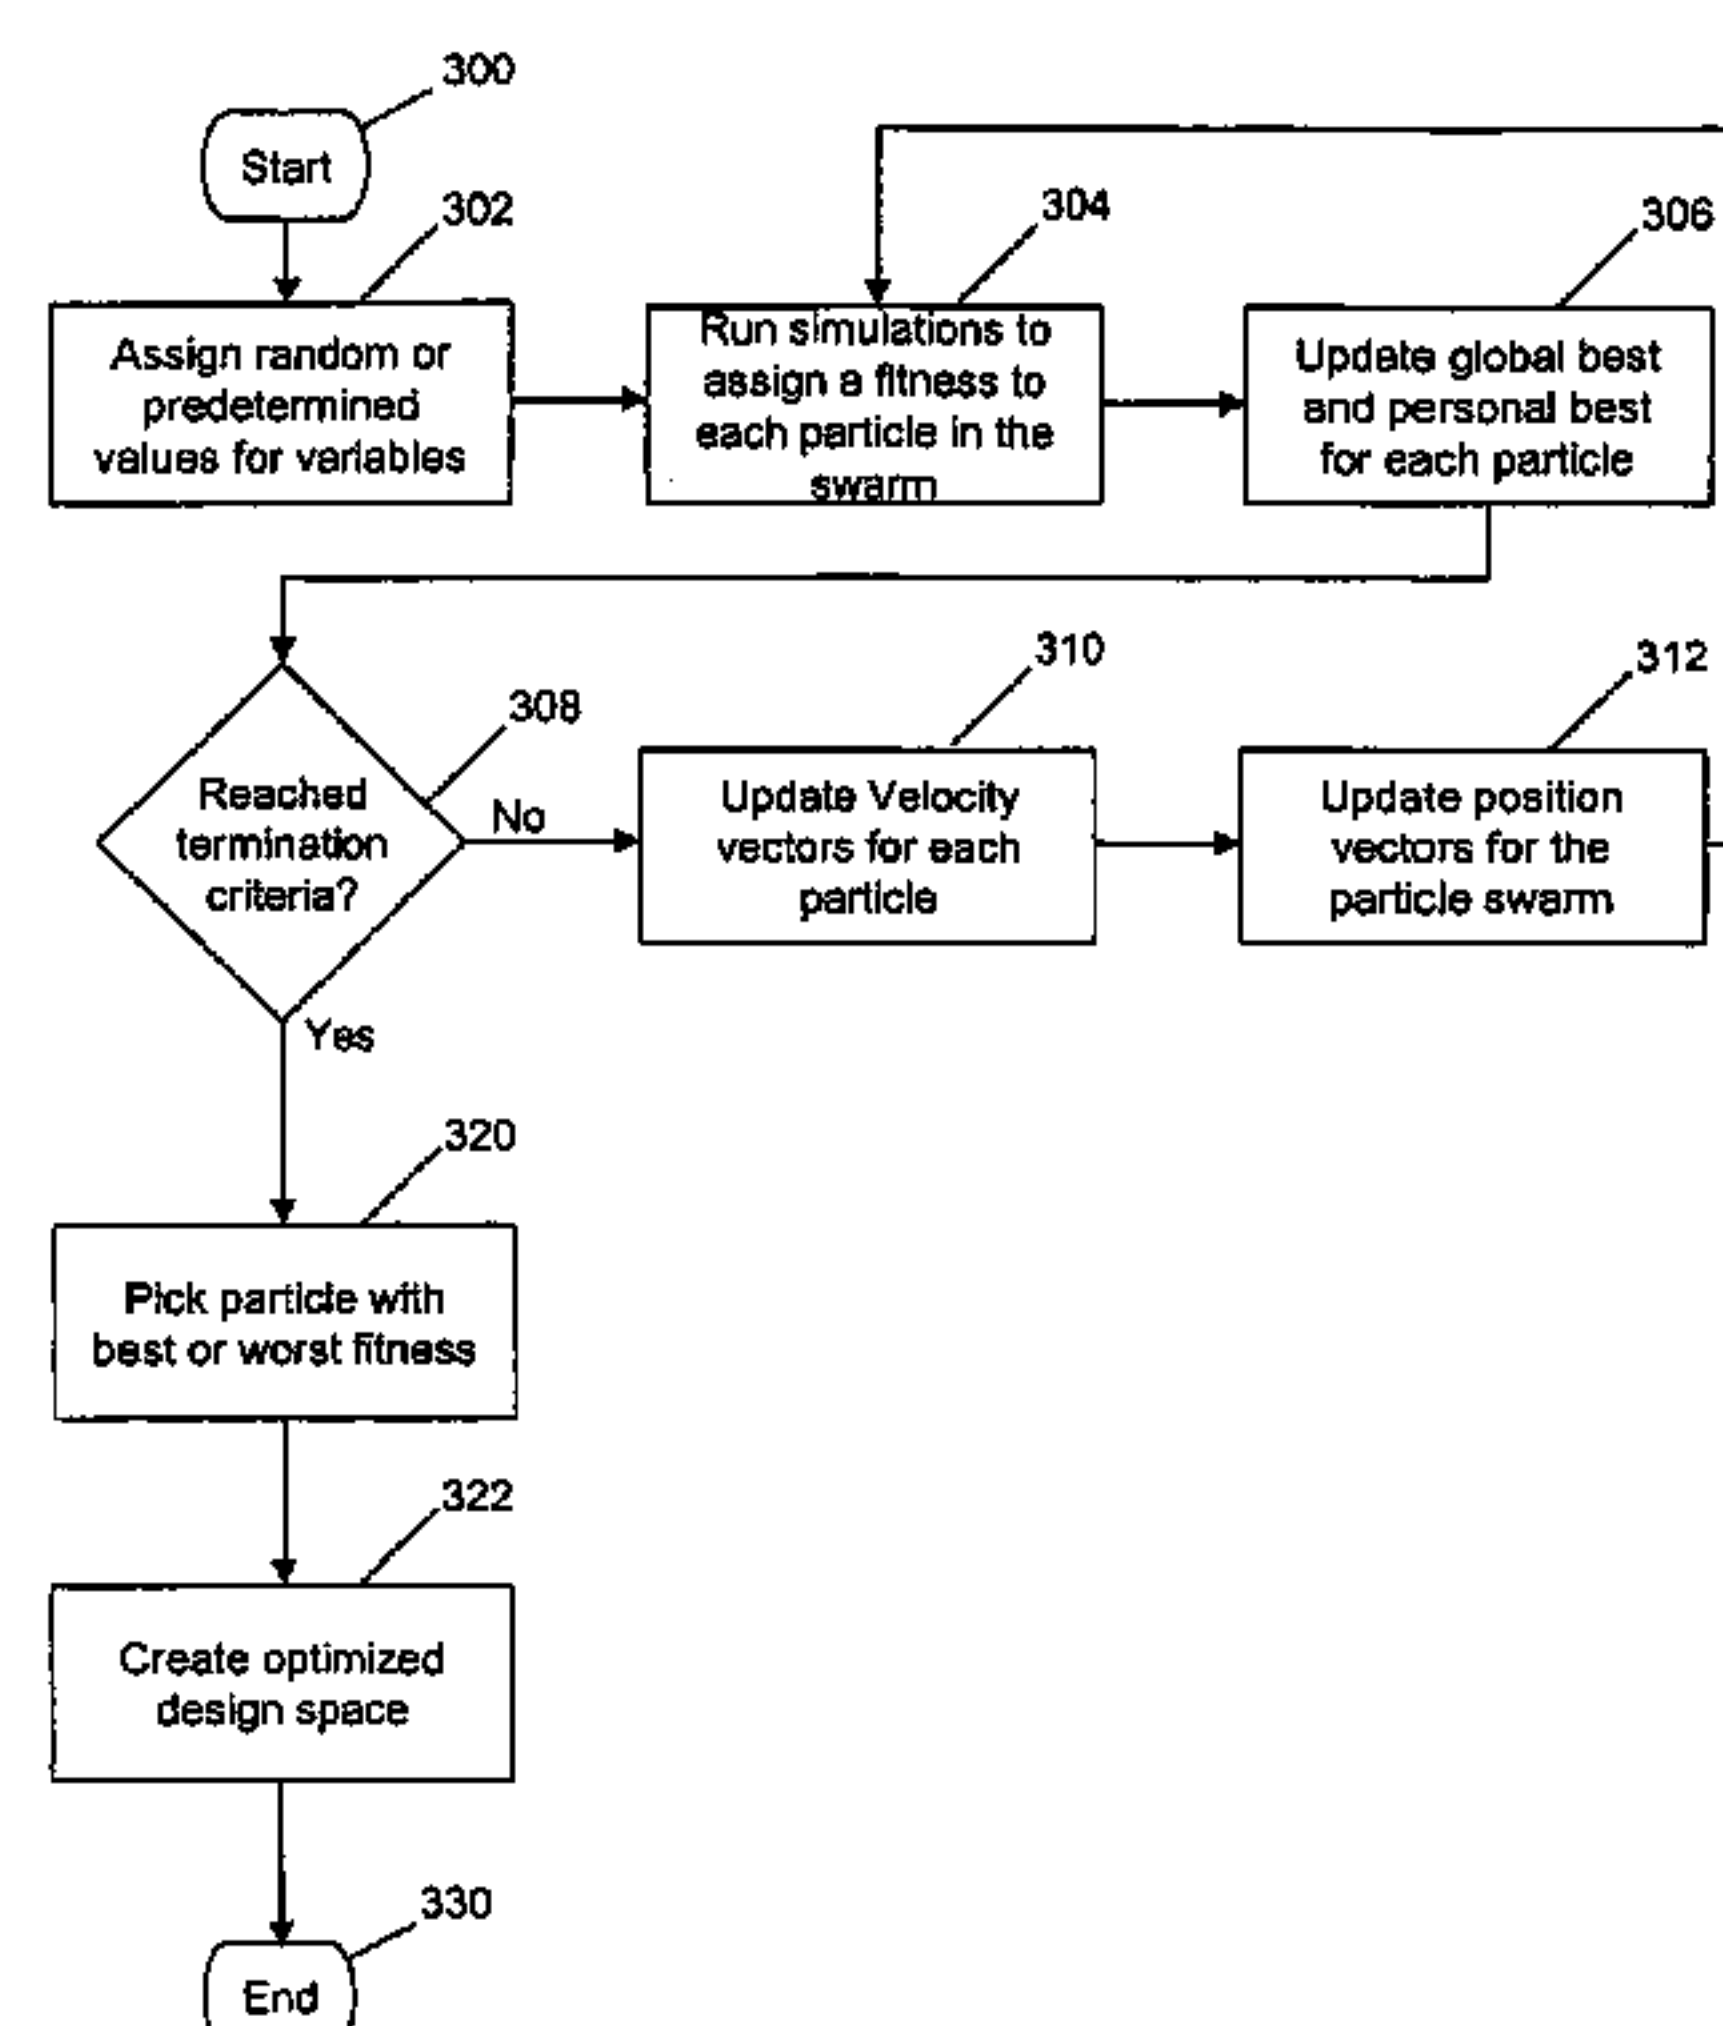 300
Start
302
304
306
Assign random or
predetermined
values for variables
Run simulations to
assign a fitness to
each particle in the
swarm
Update global best
and personal best
for each particle
308
310
312
Reached
termination
criteria?
No
Update Velocity
vectors for each
particle
Update position
vectors for the
particle swarm
Yes
320
Pick particle with
best or worst fitness
322
Create optimized
design space
330
End